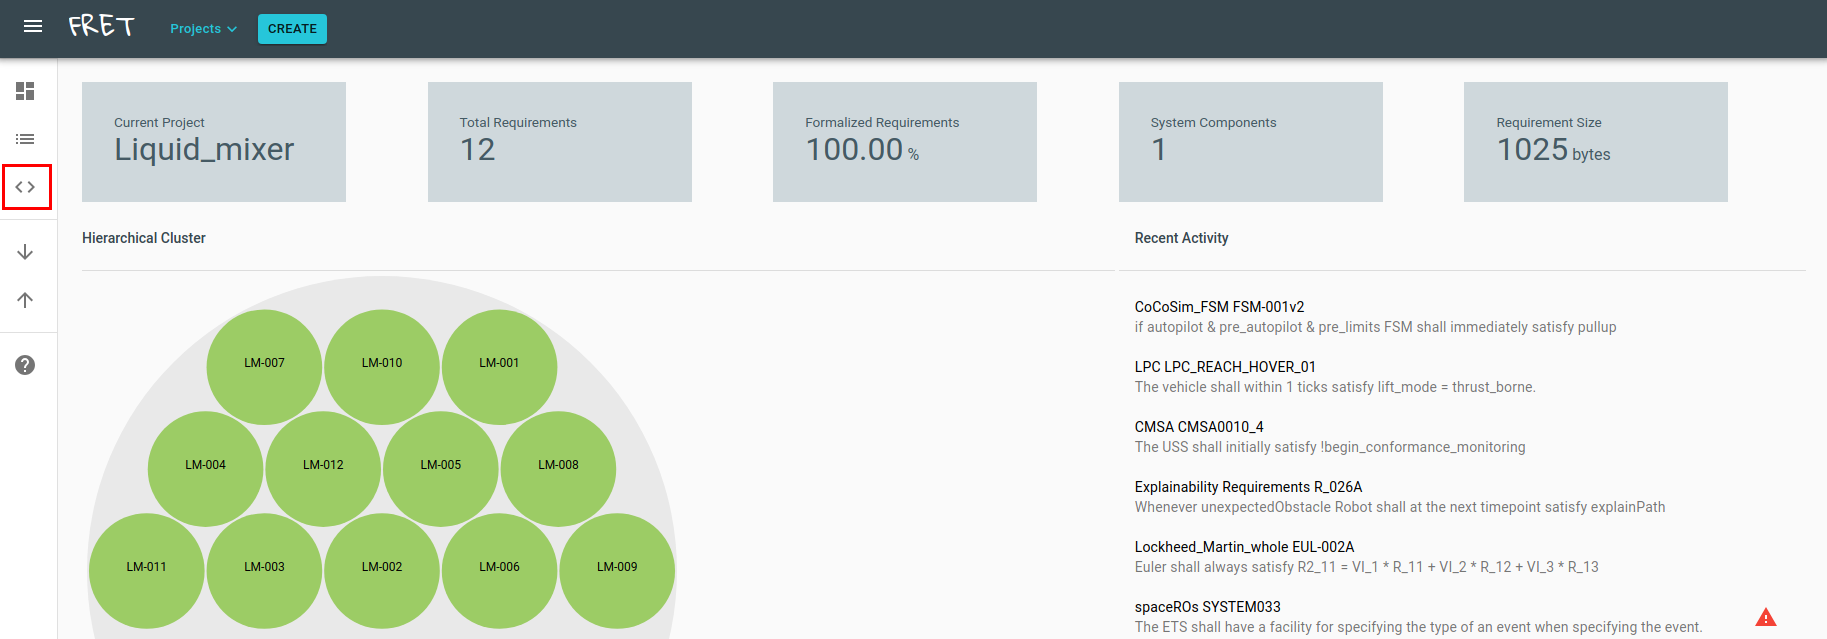 FRET Projects CREATE
Current Project
Liquid_mixer
Total Requirements
12
Formalized Requirements
100.00 %
System Components
1
Requirement Size
1025 bytes
Hierarchical Cluster
LM-007 LM-010 LM-001
LM-004 LM-012 LM-005 LM-008
LM-011 LM-003 LM-002 LM-006 LM-009
Recent Activity
CoCoSim_FSM FSM-001v2
if autopilot & pre_autopilot & pre_limits FSM shall immediately satisfy pullup
LPC LPC_REACH_HOVER_01
The vehicle shall within 1 ticks satisfy lift_mode = thrust_borne.
CMSA CMSA0010_4
The USS shall initially satisfy !begin_conformance_monitoring
Explainability Requirements R_026A
Whenever unexpectedObstacle Robot shall at the next timepoint satisfy explainPath
Lockheed_Martin_whole EUL-002A
Euler shall always satisfy R2_11 = VI_1 * R_11 + VI_2 * R_12 + VI_3 * R_13
spaceROs SYSTEM033
The ETS shall have a facility for specifying the type of an event when specifying the event.